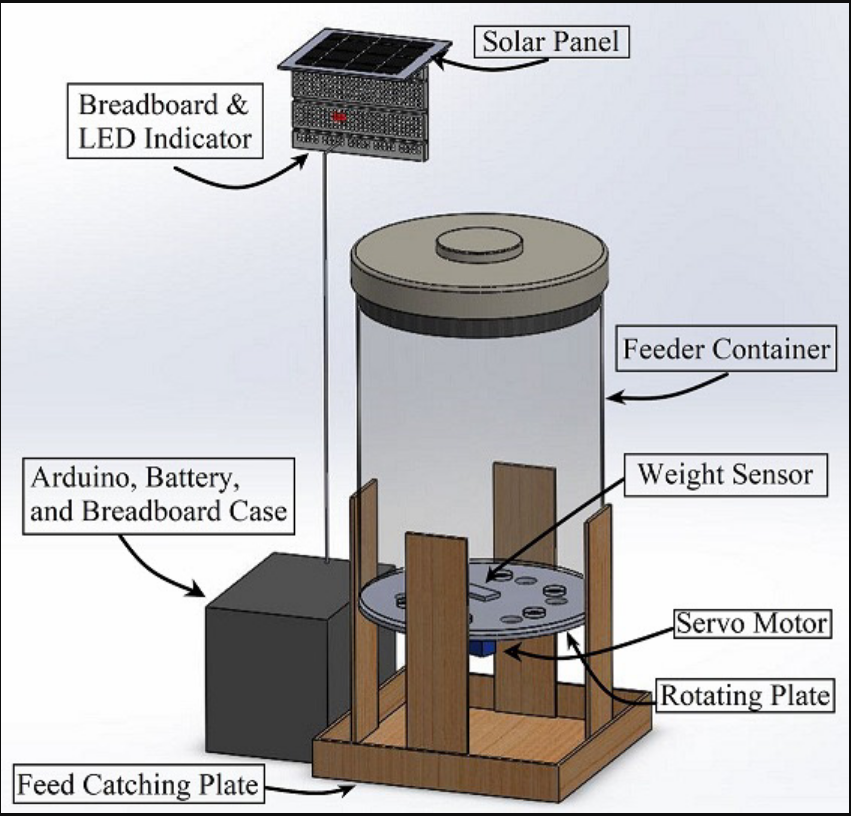 Solar Panel
Breadboard &
LED Indicator
Feeder Container
Weight Sensor
Arduino, Battery,
and Breadboard Case
Servo Motor
Rotating Plate
Feed Catching Plate